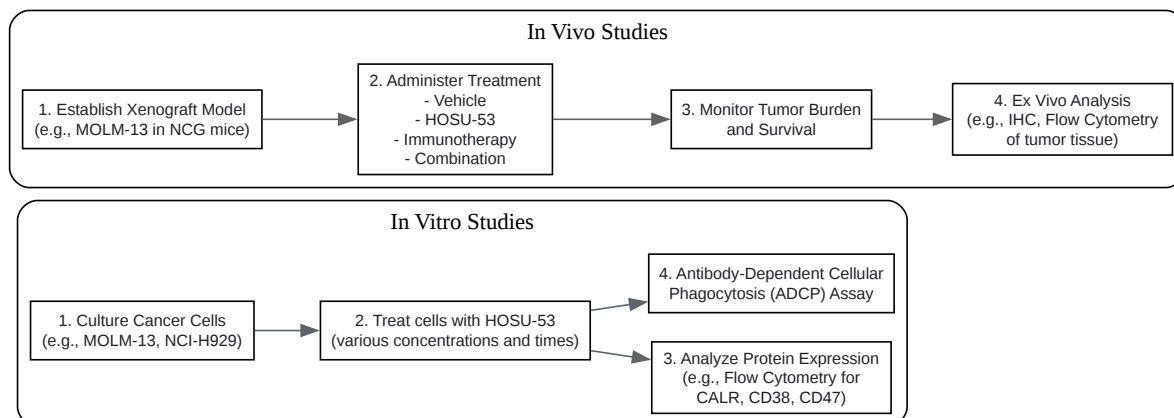 In Vivo Studies
1. Establish Xenograft Model
(e.g., MOLM-13 in NCG mice)
2. Administer Treatment
- Vehicle
- HOSU-53
- Immunotherapy
- Combination
3. Monitor Tumor Burden
and Survival
4. Ex Vivo Analysis
(e.g., IHC, Flow Cytometry
of tumor tissue)
In Vitro Studies
1. Culture Cancer Cells
(e.g., MOLM-13, NCI-H929)
2. Treat cells with HOSU-53
(various concentrations and times)
4. Antibody-Dependent Cellular
Phagocytosis (ADCP) Assay
3. Analyze Protein Expression
(e.g., Flow Cytometry for
CALR, CD38, CD47)